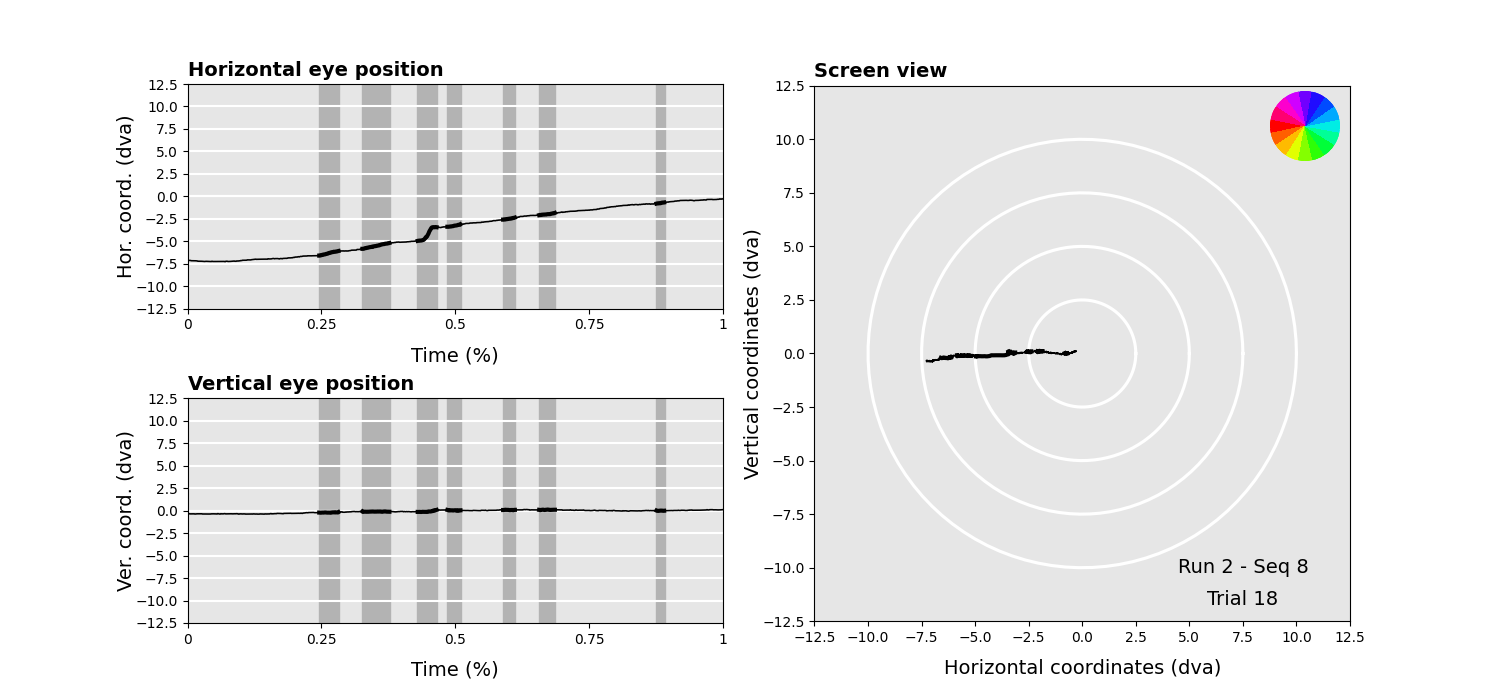 Horizontal eye position
12.5
10.0
7.5
5.0
2.5
0.0
−2.5
−5.0
−7.5
−10.0
−12.5
Hor. coord. (dva)
0 0.25 0.5 0.75 1
Time (%)
Vertical eye position
12.5
10.0
7.5
5.0
2.5
0.0
−2.5
−5.0
−7.5
−10.0
−12.5
Ver. coord. (dva)
0 0.25 0.5 0.75 1
Time (%)
Screen view
12.5
10.0
7.5
5.0
2.5
0.0
−2.5
−5.0
−7.5
−10.0
−12.5
Vertical coordinates (dva)
Run 2 - Seq 8
Trial 18
−12.5 −10.0 −7.5 −5.0 −2.5 0.0 2.5 5.0 7.5 10.0 12.5
Horizontal coordinates (dva)